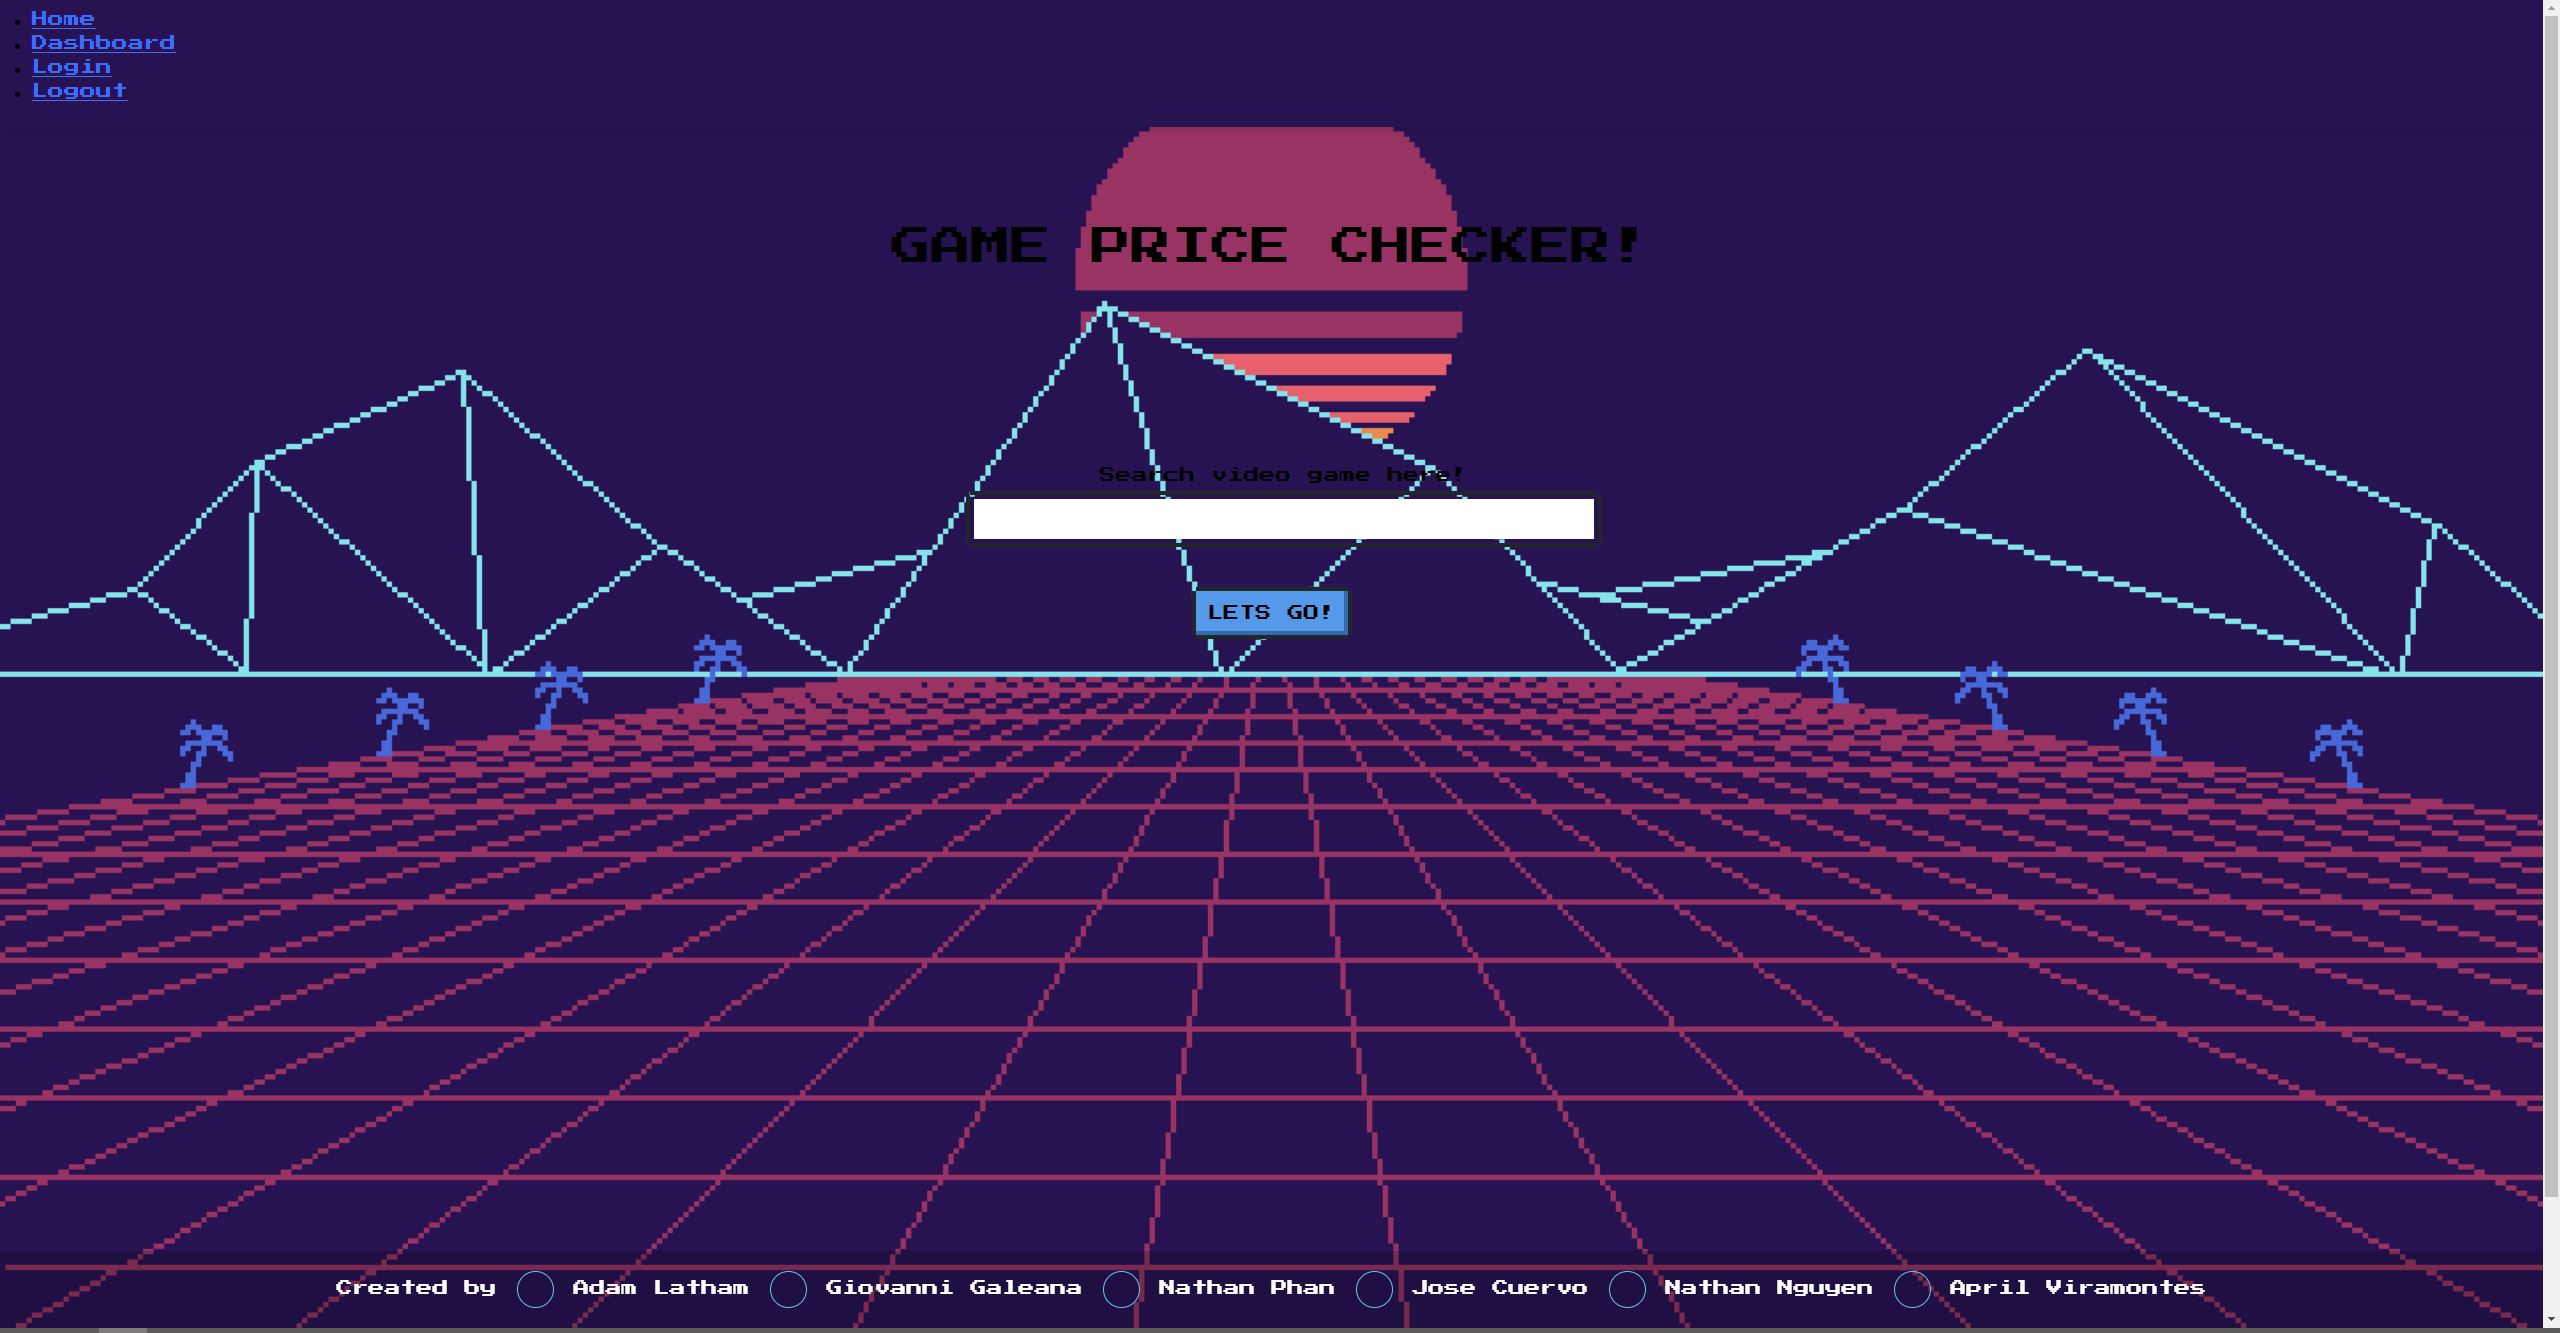 Home
Dashboard
Login
Logout
GAME PRICE CHECKER!
Search video game here!
LETS GO!
Created by Adam Latham Giovanni Galeana Nathan Phan Jose Cuervo Nathan Nguyen April Viramontes